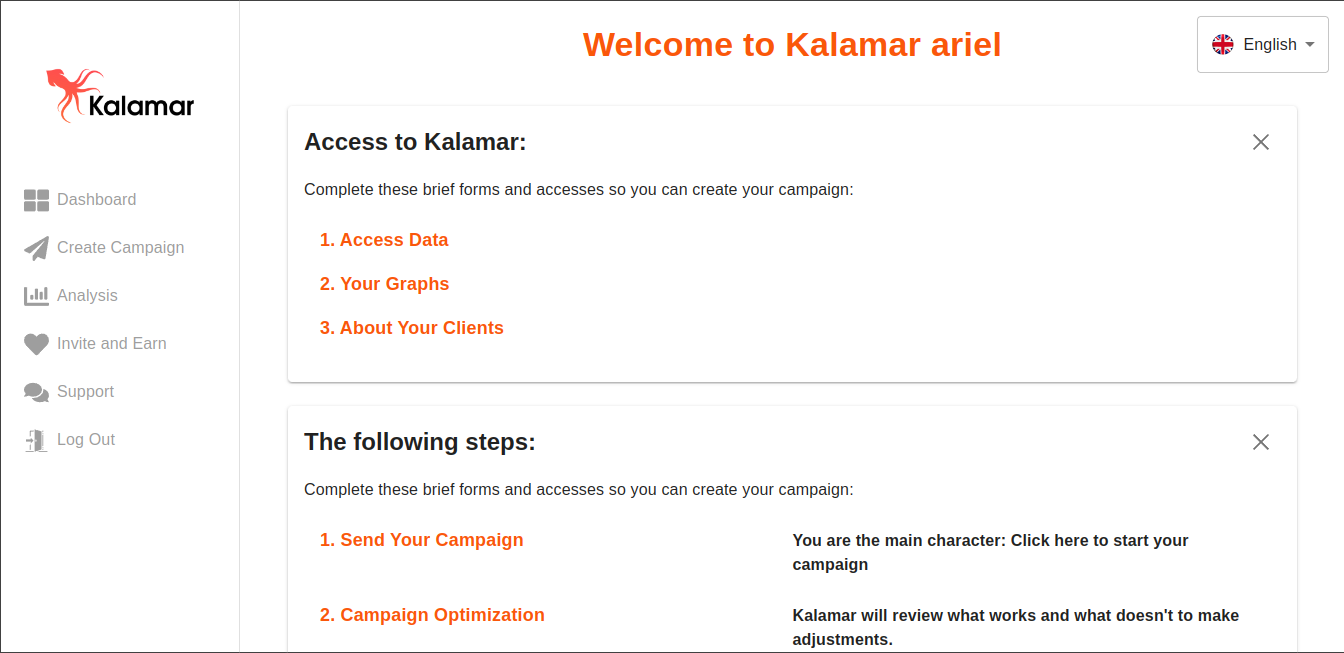 Welcome to Kalamar ariel
English
Kalamar
Dashboard
Create Campaign
Analysis
Invite and Earn
Support
Log Out
Access to Kalamar:
Complete these brief forms and accesses so you can create your campaign:
1. Access Data
2. Your Graphs
3. About Your Clients
The following steps:
Complete these brief forms and accesses so you can create your campaign:
1. Send Your Campaign
You are the main character: Click here to start your
campaign
2. Campaign Optimization
Kalamar will review what works and what doesn't to make
adjustments.